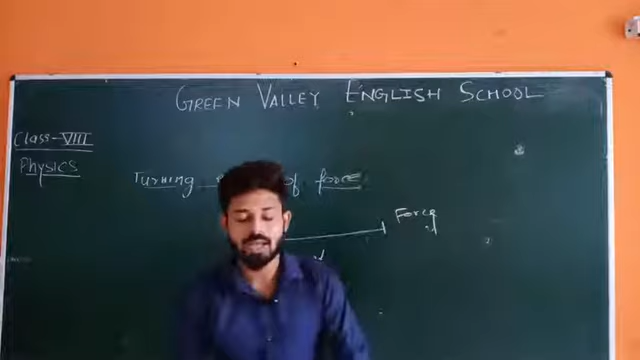 GREEN VALLEY ENGLISH SCHOOL
Class-VIII
Physics
Turning of force
Force